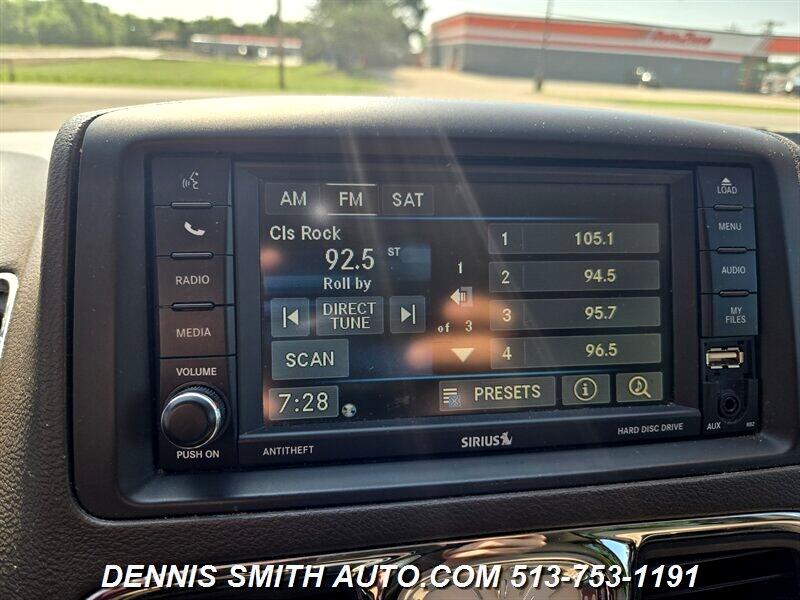 AutoZone
LOAD
MENU
RADIO
AUDIO
MEDIA
MY
FILES
VOLUME
PUSH ON
AM FM SAT
Cls Rock
92.5 ST
Roll by
DIRECT
TUNE
SCAN
7:28
1
of 3
1 105.1
2 94.5
3 95.7
4 96.5
PRESETS
ANTITHEFT
SIRIUS
HARD DISC DRIVE
AUX
RBZ
DENNIS SMITH AUTO.COM 513-753-1191